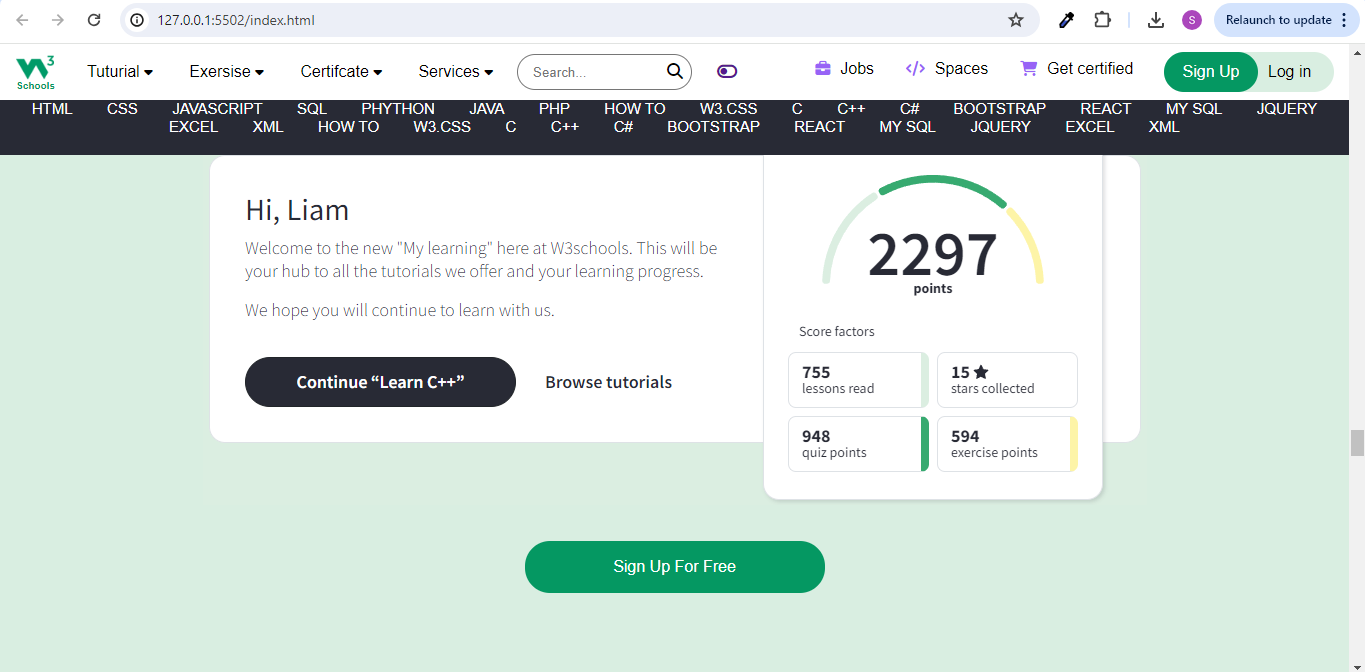 127.0.0.1:5502/index.html
S
Relaunch to update
3
Schools
Tuturial
Exersise
Certifcate
Services
Search...
Jobs
</> Spaces
Get certified
Sign Up
Log in
HTML CSS JAVASCRIPT SQL PHYTHON JAVA PHP HOW TO W3.CSS C C++ C# BOOTSTRAP REACT MY SQL JQUERY
EXCEL XML HOW TO W3.CSS C C++ C# BOOTSTRAP REACT MY SQL JQUERY EXCEL XML
Hi, Liam
Welcome to the new "My learning" here at W3schools. This will be
your hub to all the tutorials we offer and your learning progress.
We hope you will continue to learn with us.
Continue “Learn C++”
Browse tutorials
2297
points
Score factors
755
lessons read
15
stars collected
948
quiz points
594
exercise points
Sign Up For Free